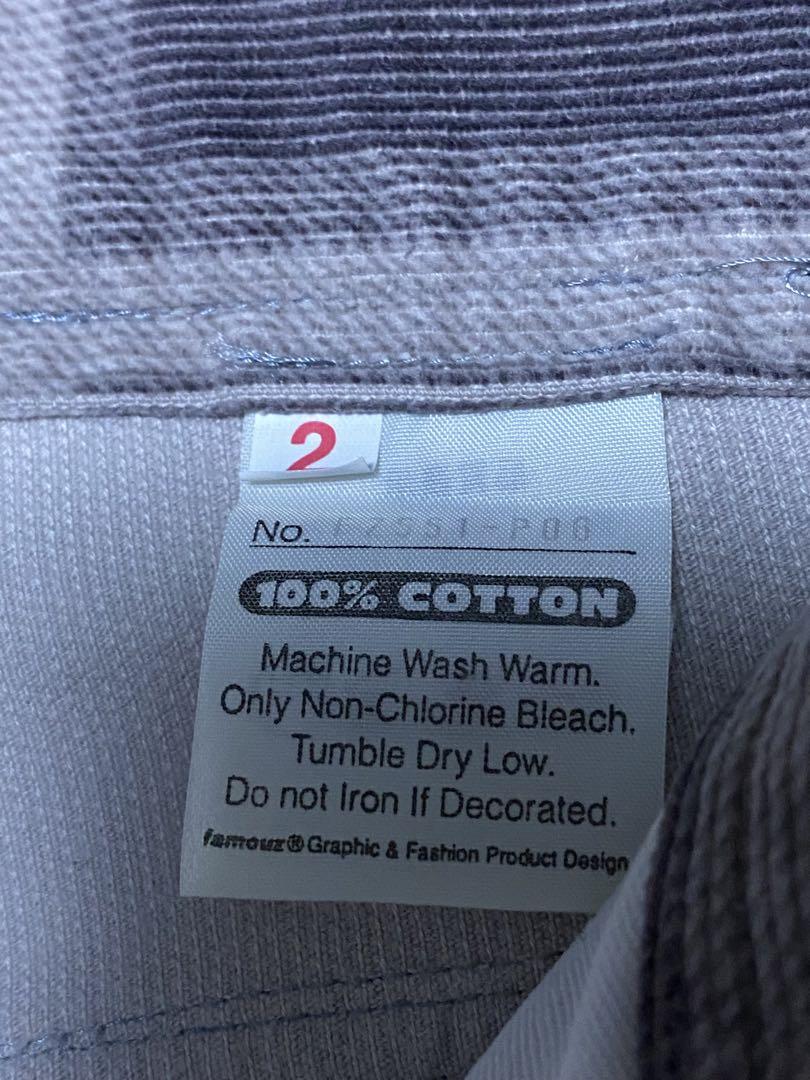 2
No.
100% COTTON
Machine Wash Warm.
Only Non-Chlorine Bleach.
Tumble Dry Low.
Do not Iron If Decorated.
famouz® Graphic & Fashion Product Design